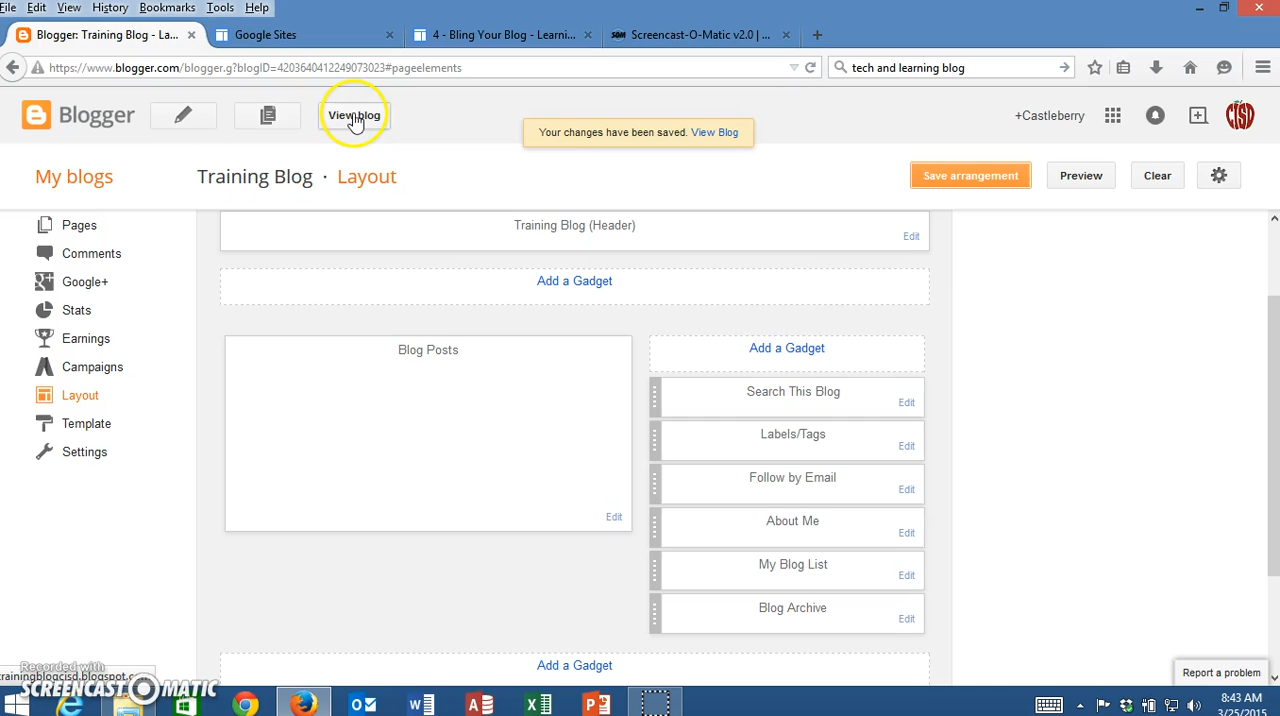 File Edit View History Bookmarks Tools Help
Blogger: Training Blog - La...
Google Sites
4 - Bling Your Blog - Learni...
Screencast-O-Matic v2.0 | ...
https://www.blogger.com/blogger.g?blogID=4203640412249073023#pageelements
tech and learning blog
Blogger
View blog
Your changes have been saved. View Blog
+Castleberry
CISD
My blogs
Training Blog · Layout
Save arrangement
Preview
Clear
Pages
Comments
Google+
Stats
Earnings
Campaigns
Layout
Template
Settings
Training Blog (Header)
Edit
Add a Gadget
Blog Posts
Edit
Add a Gadget
Search This Blog
Edit
Labels/Tags
Edit
Follow by Email
Edit
About Me
Edit
My Blog List
Edit
Blog Archive
Edit
Add a Gadget
Report a problem
Recorded with
SCREENCAST-O-MATIC
8:43 AM
3/25/2015